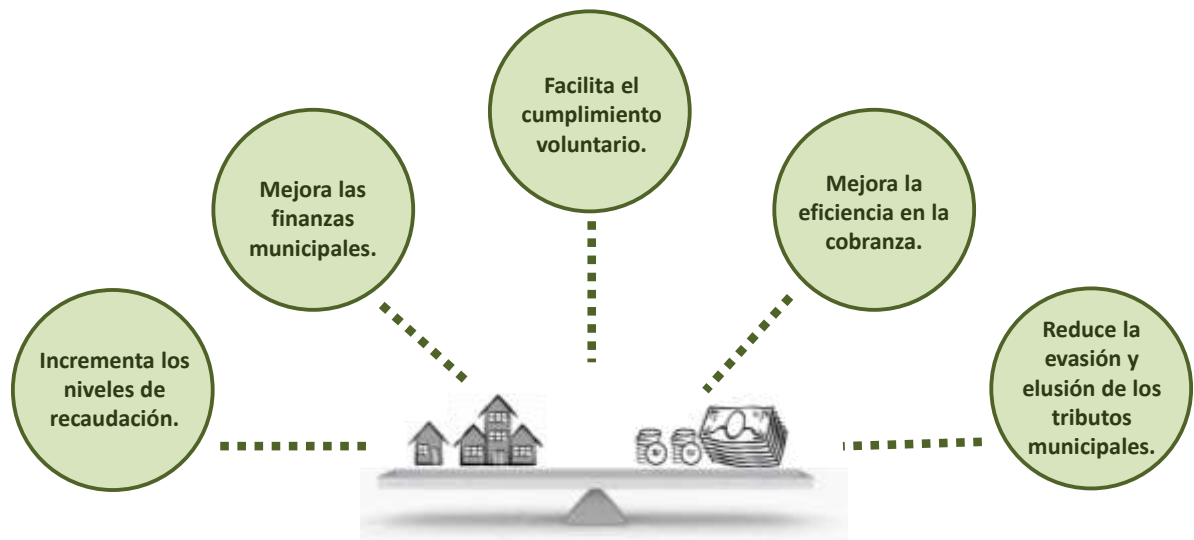 Incrementa los
niveles de
recaudación.
Mejora las
finanzas
municipales.
Facilita el
cumplimiento
voluntario.
Mejora la
eficiencia en la
cobranza.
Reduce la
evasión y
elusión de los
tributos
municipales.